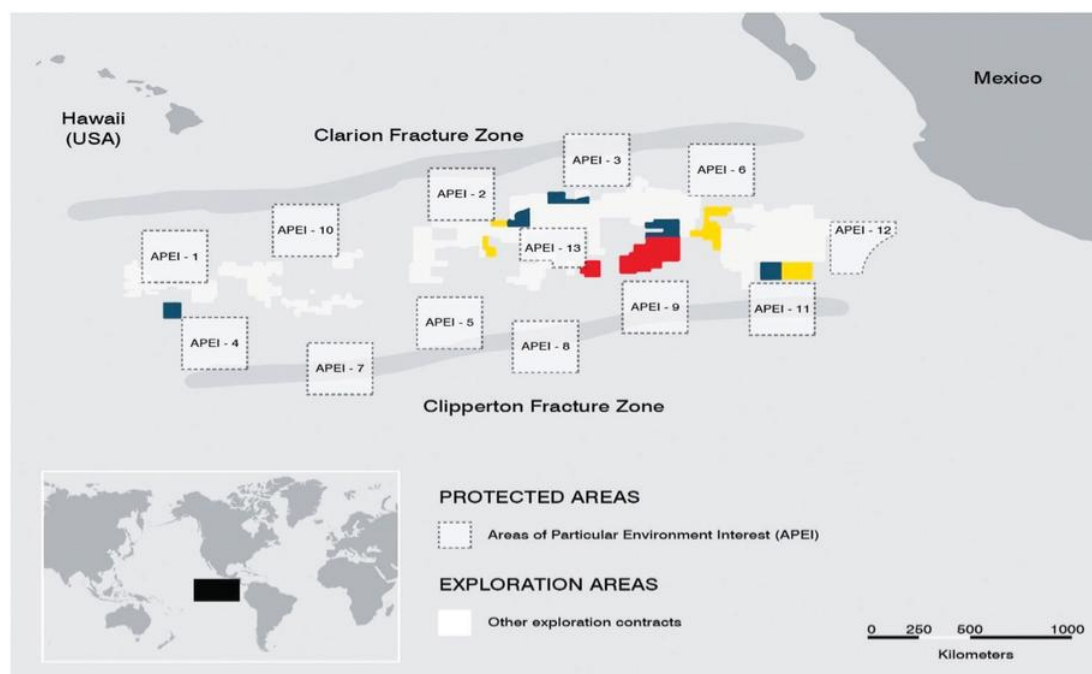 Mexico
Hawaii
(USA)
Clarion Fracture Zone
APEI - 3
APEI - 6
APEI - 2
APEI - 10
APEI - 12
APEI - 13
APEI - 1
APEI - 9
APEI - 11
APEI - 5
APEI - 4
APEI - 8
APEI - 7
Clipperton Fracture Zone
PROTECTED AREAS
Areas of Particular Environment Interest (APEI)
EXPLORATION AREAS
Other exploration contracts
0 250 500 1000
Kilometers